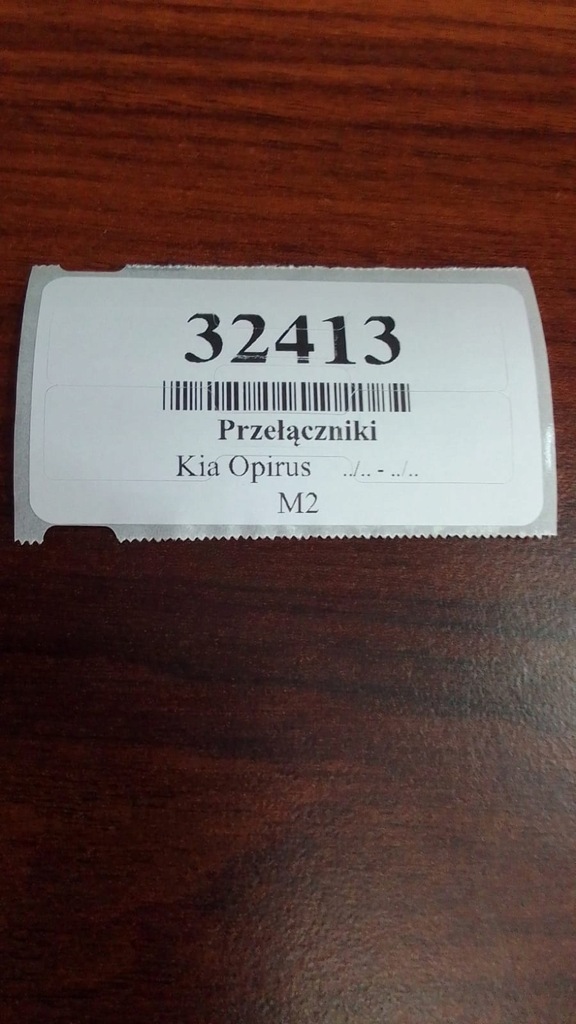 32413
Przełączniki
Kia Opirus ../.. - ../..
M2